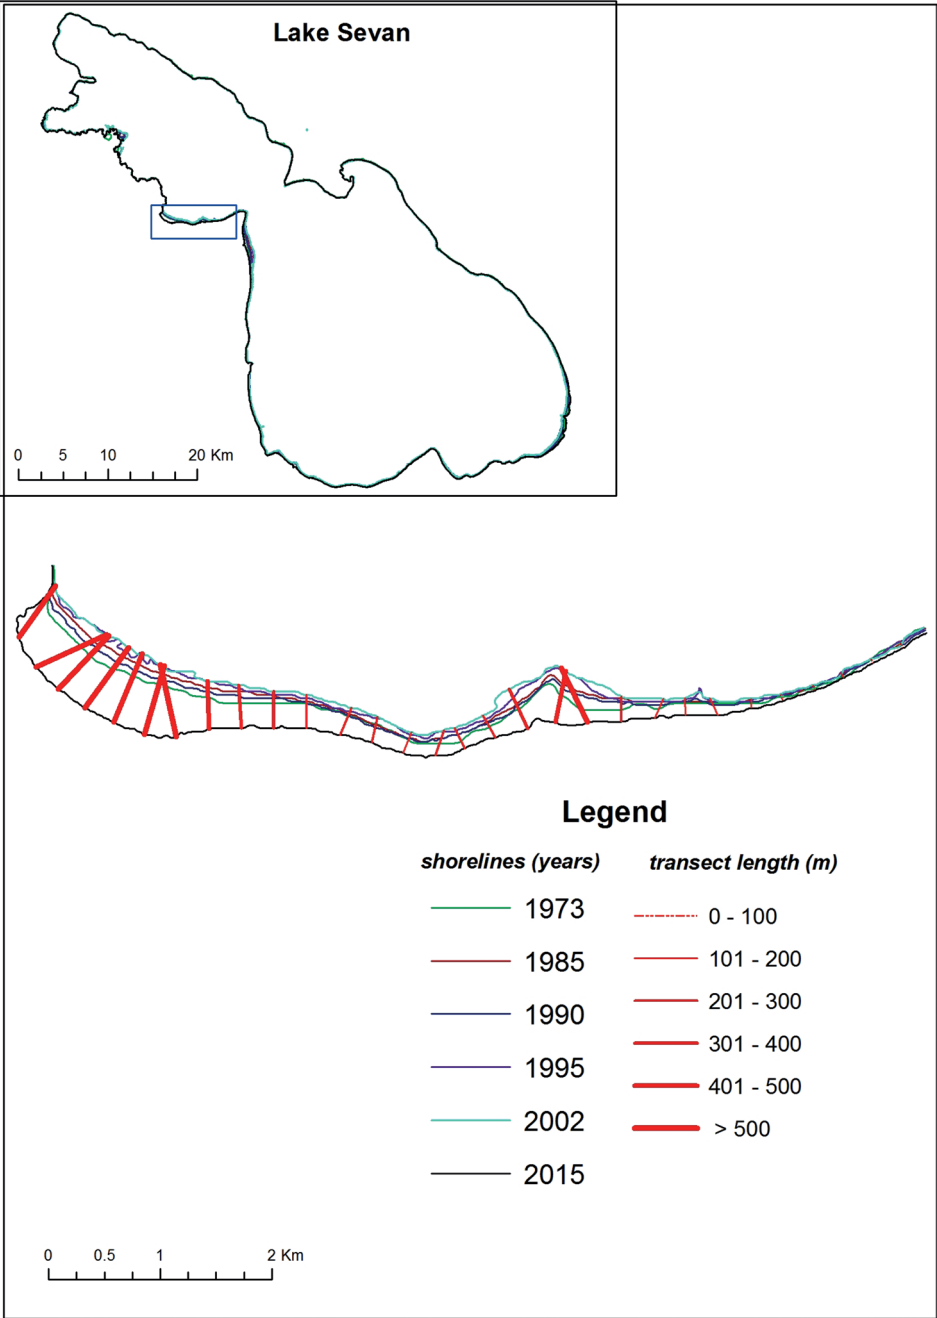 Lake Sevan
0 5 10 20 Km
Legend
shorelines (years) transect length (m)
1973
1985
1990
1995
2002
2015
0 - 100
101 - 200
201 - 300
301 - 400
401 - 500
> 500
0 0.5 1 2 Km